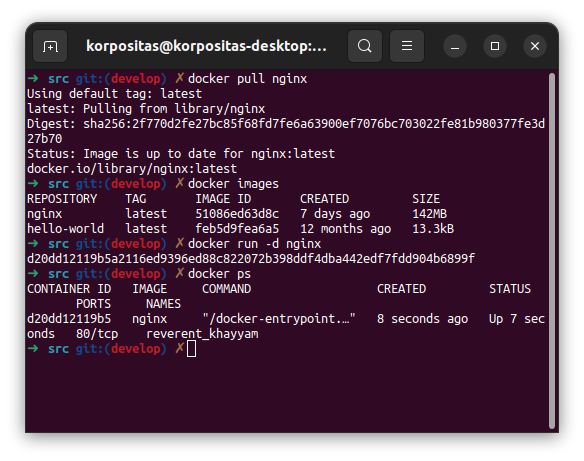 korpositas@korpositas-desktop:...
➜ src git:(develop) ✗ docker pull nginx
Using default tag: latest
latest: Pulling from library/nginx
Digest: sha256:2f770d2fe27bc85f68fd7fe6a63900ef7076bc703022fe81b980377fe3d
27b70
Status: Image is up to date for nginx:latest
docker.io/library/nginx:latest
➜ src git:(develop) ✗ docker images
REPOSITORY TAG IMAGE ID CREATED SIZE
nginx latest 51086ed63d8c 7 days ago 142MB
hello-world latest feb5d9fea6a5 12 months ago 13.3kB
➜ src git:(develop) ✗ docker run -d nginx
d20dd12119b5a2116ed9396ed88c822072b398ddf4dba442edf7fdd904b6899f
➜ src git:(develop) ✗ docker ps
CONTAINER ID IMAGE COMMAND CREATED STATUS
PORTS NAMES
d20dd12119b5 nginx "/docker-entrypoint.…" 8 seconds ago Up 7 sec
onds 80/tcp reverent_khayyam
➜ src git:(develop) ✗